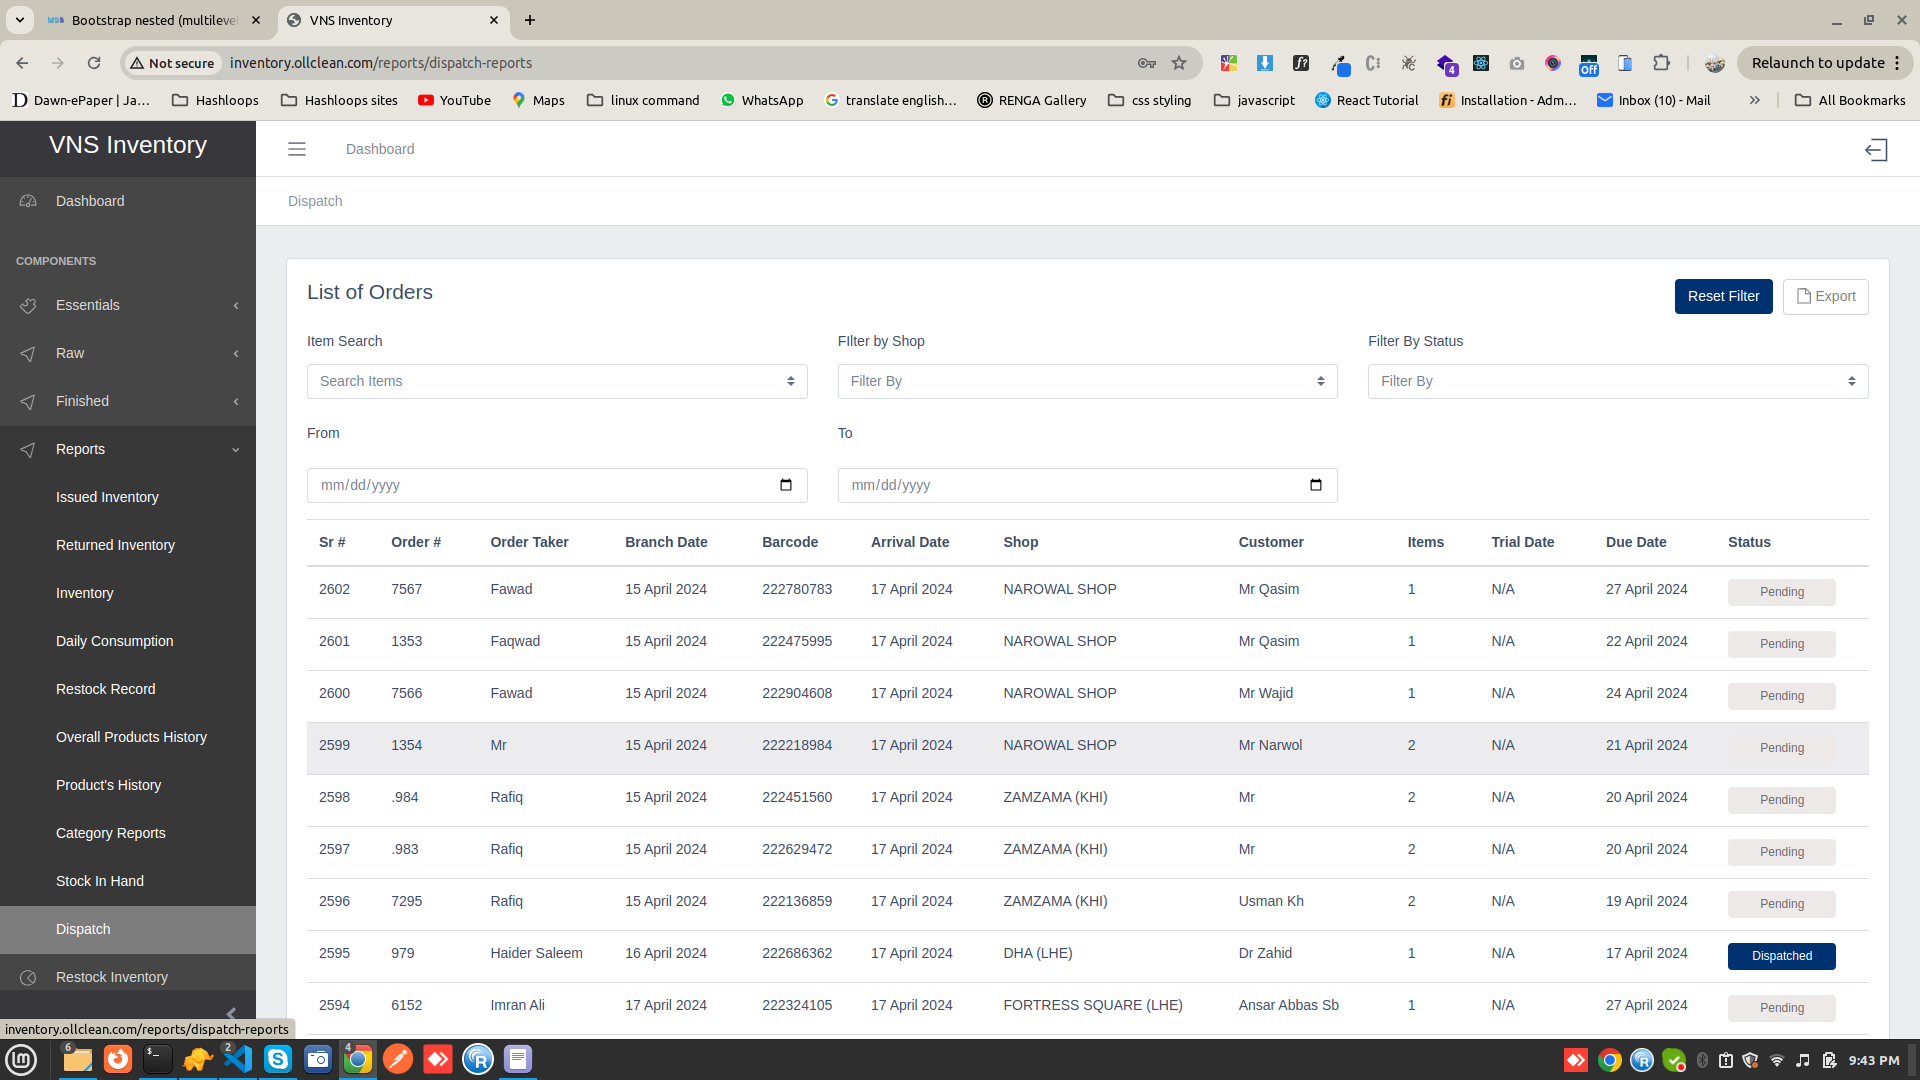 Bootstrap nested (multilevel
VNS Inventory
Not secure
inventory.ollclean.com/reports/dispatch-reports
f?
4
Off
Relaunch to update
Dawn-ePaper | Ja…
Hashloops
Hashloops sites
YouTube
Maps
linux command
WhatsApp
translate english…
RENGA Gallery
css styling
javascript
React Tutorial
Installation - Adm…
Inbox (10) - Mail
All Bookmarks
VNS Inventory
Dashboard
COMPONENTS
Essentials
Raw
Finished
Reports
Issued Inventory
Returned Inventory
Inventory
Daily Consumption
Restock Record
Overall Products History
Product's History
Category Reports
Stock In Hand
Dispatch
Restock Inventory
inventory.ollclean.com/reports/dispatch-reports
Dashboard
Dispatch
List of Orders
Reset Filter
Export
Item Search
FIlter by Shop
Filter By Status
Search Items
Filter By
Filter By
From
To
mm/dd/yyyy
mm/dd/yyyy
Sr # Order # Order Taker Branch Date Barcode Arrival Date Shop Customer Items Trial Date Due Date Status
2602 7567 Fawad 15 April 2024 222780783 17 April 2024 NAROWAL SHOP Mr Qasim 1 N/A 27 April 2024 Pending
2601 1353 Faqwad 15 April 2024 222475995 17 April 2024 NAROWAL SHOP Mr Qasim 1 N/A 22 April 2024 Pending
2600 7566 Fawad 15 April 2024 222904608 17 April 2024 NAROWAL SHOP Mr Wajid 1 N/A 24 April 2024 Pending
2599 1354 Mr 15 April 2024 222218984 17 April 2024 NAROWAL SHOP Mr Narwol 2 N/A 21 April 2024 Pending
2598 .984 Rafiq 15 April 2024 222451560 17 April 2024 ZAMZAMA (KHI) Mr 2 N/A 20 April 2024 Pending
2597 .983 Rafiq 15 April 2024 222629472 17 April 2024 ZAMZAMA (KHI) Mr 2 N/A 20 April 2024 Pending
2596 7295 Rafiq 15 April 2024 222136859 17 April 2024 ZAMZAMA (KHI) Usman Kh 2 N/A 19 April 2024 Pending
2595 979 Haider Saleem 16 April 2024 222686362 17 April 2024 DHA (LHE) Dr Zahid 1 N/A 17 April 2024 Dispatched
2594 6152 Imran Ali 17 April 2024 222324105 17 April 2024 FORTRESS SQUARE (LHE) Ansar Abbas Sb 1 N/A 27 April 2024 Pending
6
2
4
9:43 PM